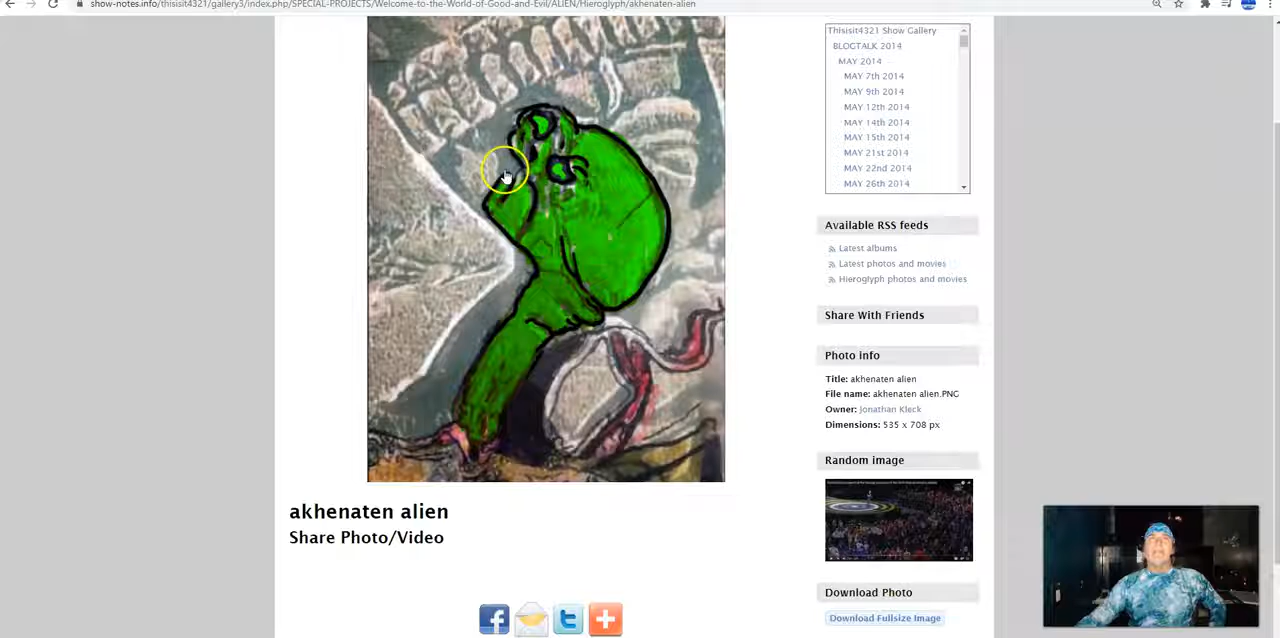 show-notes.info/thisisit4321/gallery3/index.php/SPECIAL-PROJECTS/Welcome-to-the-World-of-Good-and-Evil/ALIEN/Hieroglyph/akhenaten-alien
Thisisit4321 Show Gallery
BLOGTALK 2014
MAY 2014
MAY 7th 2014
MAY 9th 2014
MAY 12th 2014
MAY 14th 2014
MAY 15th 2014
MAY 21st 2014
MAY 22nd 2014
MAY 26th 2014
Available RSS feeds
Latest albums
Latest photos and movies
Hieroglyph photos and movies
Share With Friends
Photo info
Title: akhenaten alien
File name: akhenaten alien.PNG
Owner: Jonathan Kleck
Dimensions: 535 x 708 px
Random image
Download Photo
Download Fullsize Image
akhenaten alien
Share Photo/Video